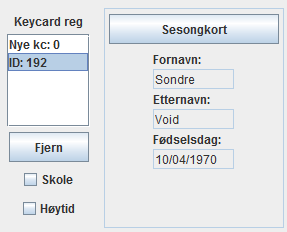 Keycard reg
Nye kc: 0
ID: 192
Fjern
Skole
Høytid
Sesongkort
Fornavn:
Sondre
Etternavn:
Void
Fødselsdag:
10/04/1970